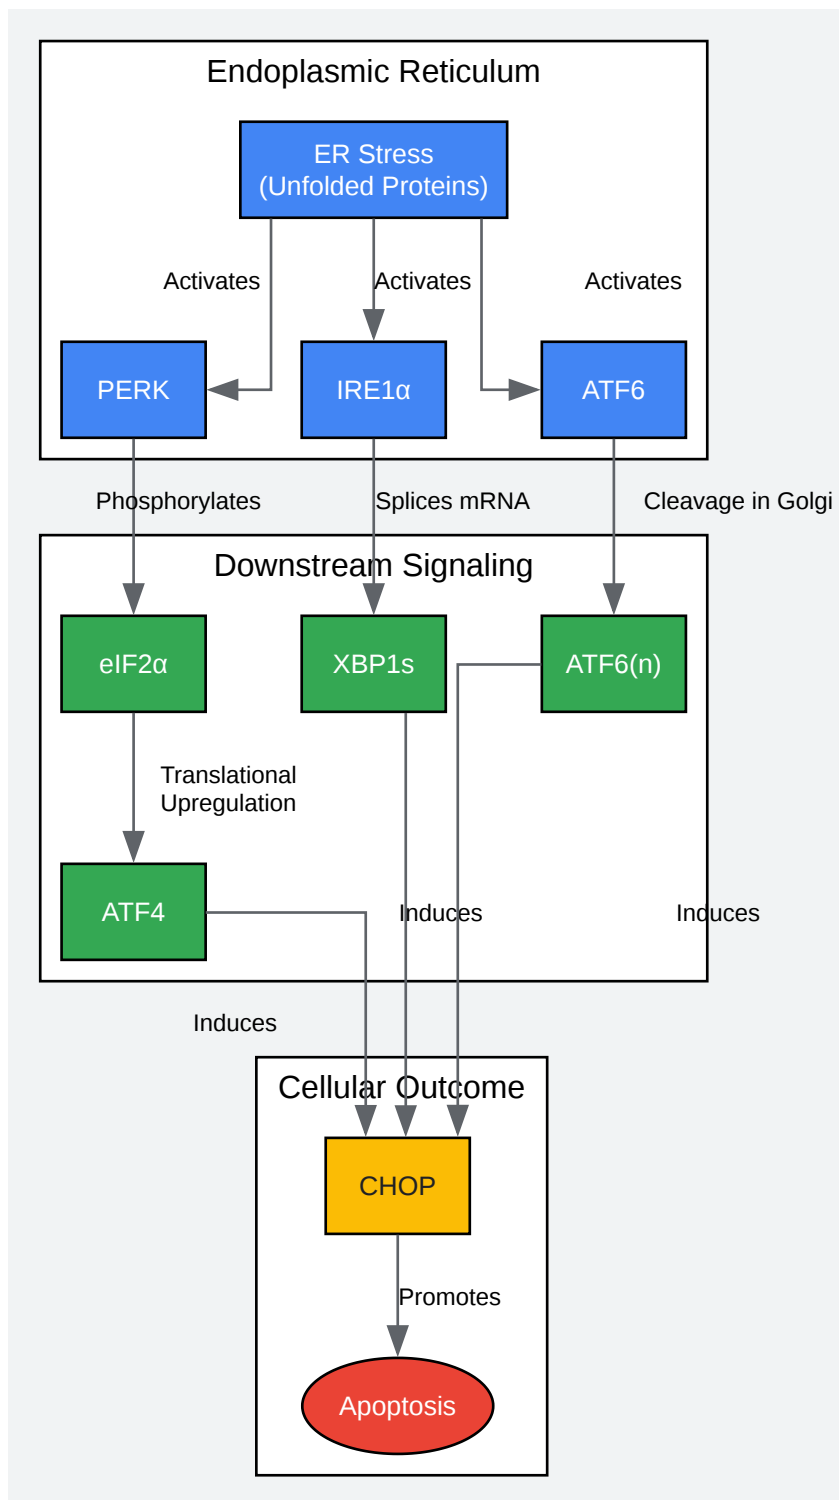 Endoplasmic Reticulum
ER Stress
(Unfolded Proteins)
Activates
Activates
Activates
PERK
IRE1α
ATF6
Phosphorylates
Splices mRNA
Cleavage in Golgi
Downstream Signaling
eIF2α
XBP1s
ATF6(n)
Translational
Upregulation
ATF4
Induces
Induces
Induces
Cellular Outcome
CHOP
Promotes
Apoptosis